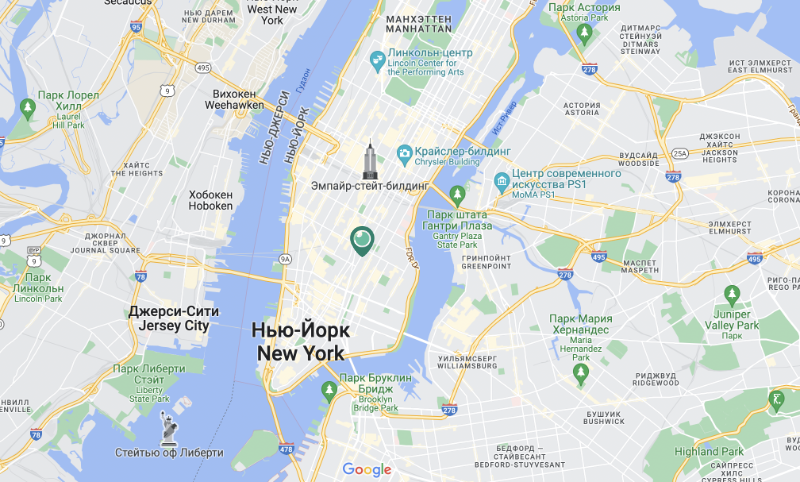 Secaucus
НЬЮ ДАРЕМ
NEW DURHAM
West New York
95
495
9
Парк Лорел Хилл
Laurel Hill Park
Вихокен
Weehawken
НЬЮ-ДЖЕРСИ
НЬЮ-ЙОРК
Гудзон
МАНХЭТТЕН
MANHATTAN
Линкольн-центр
Lincoln Center for
the Performing Arts
Парк Астория
Astoria Park
ДИТМАРС
СТЕЙНУЭЙ
DITMARS
STEINWAY
278
ИСТ ЭЛМХЕРСТ
EAST ELMHURST
Ист Ривер
АСТОРИЯ
ASTORIA
ДЖЭКСОН
ХАЙТС
JACKSON
HEIGHTS
25A
ВУДСАЙД
WOODSIDE
278
КОРОНА
CORONA
Крайслер-билдинг
Chrysler Building
Эмпайр-стейт-билдинг
Центр современного
искусства PS1
MoMA PS1
ХАЙТС
THE HEIGHTS
Хобокен
Hoboken
ДЖОРНАЛ
СКВЕР
JOURNAL SQUARE
9
9
9A
Парк штата
Гантри Плаза
Gantry Plaza
State Park
FDR DV
ГРИНПОЙНТ
GREENPOINT
495
495
ЭЛМХЕРСТ
ELMHURST
МАСПЕТ
MASPETH
РИГО-ПАРК
REGO PARK
Парк
Линкольн
Lincoln Park
78
Джерси-Сити
Jersey City
Нью-Йорк
New York
Juniper
Valley Park
Парк Мария
Хернандес
Maria
Hernandez
Park
УИЛЬЯМСБЕРГ
WILLIAMSBURG
РИДЖВУД
RIDGEWOOD
Парк Либерти
Стэйт
Liberty
State Park
Парк Бруклин
Бридж
Brooklyn
Bridge Park
278
БУШУИК
BUSHWICK
78
Стейтью оф Либерти
478
БЕДФОРД —
СТАЙВЕСАНТ
BEDFORD-STUYVESANT
Highland Park
САЙПРЕСС
ХИЛС
CYPRESS HILLS
Google